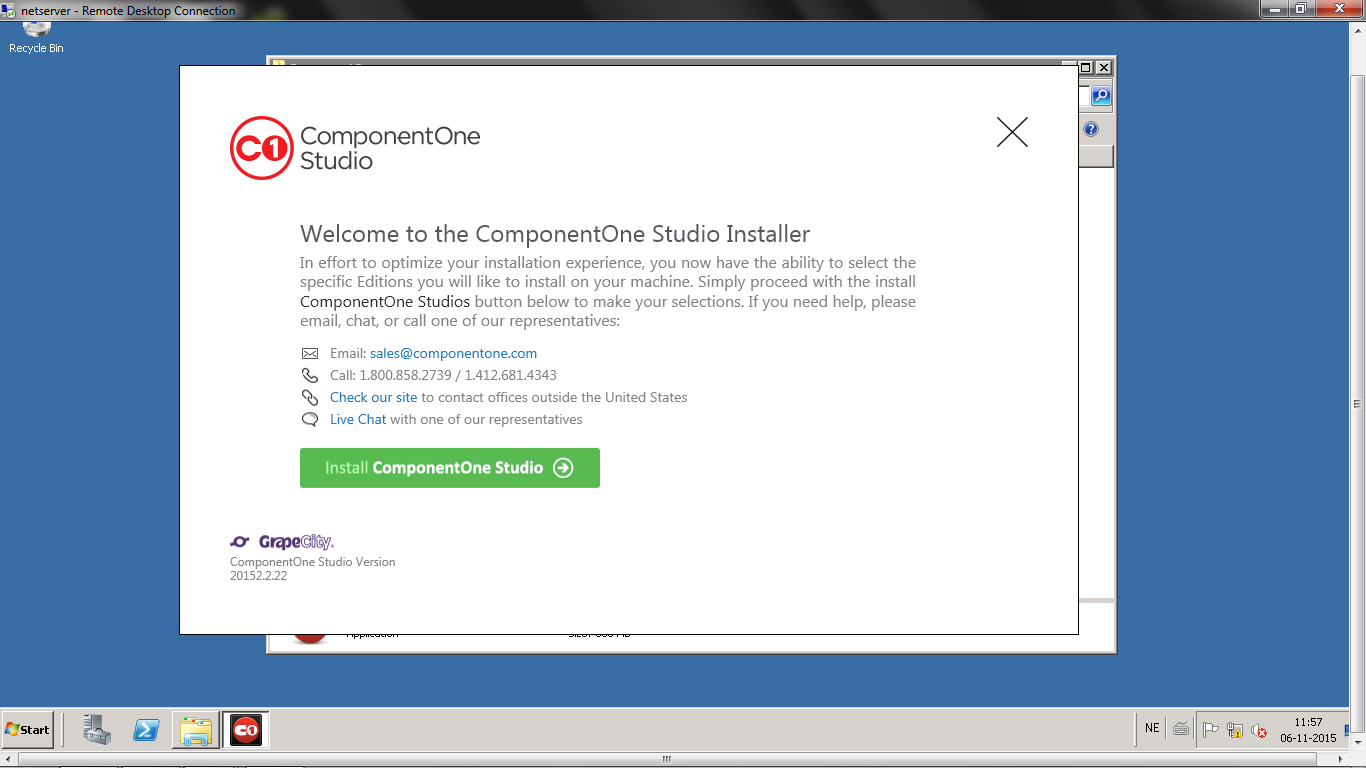 netserver - Remote Desktop Connection
Recycle Bin
C1
ComponentOne
Studio
Welcome to the ComponentOne Studio Installer
In effort to optimize your installation experience, you now have the ability to select the
specific Editions you will like to install on your machine. Simply proceed with the install
ComponentOne Studios button below to make your selections. If you need help, please
email, chat, or call one of our representatives:
Email: sales@componentone.com
Call: 1.800.858.2739 / 1.412.681.4343
Check our site to contact offices outside the United States
Live Chat with one of our representatives
Install ComponentOne Studio
GrapeCity.
ComponentOne Studio Version
20152.2.22
Application
Start
C1
NE
11:57
06-11-2015